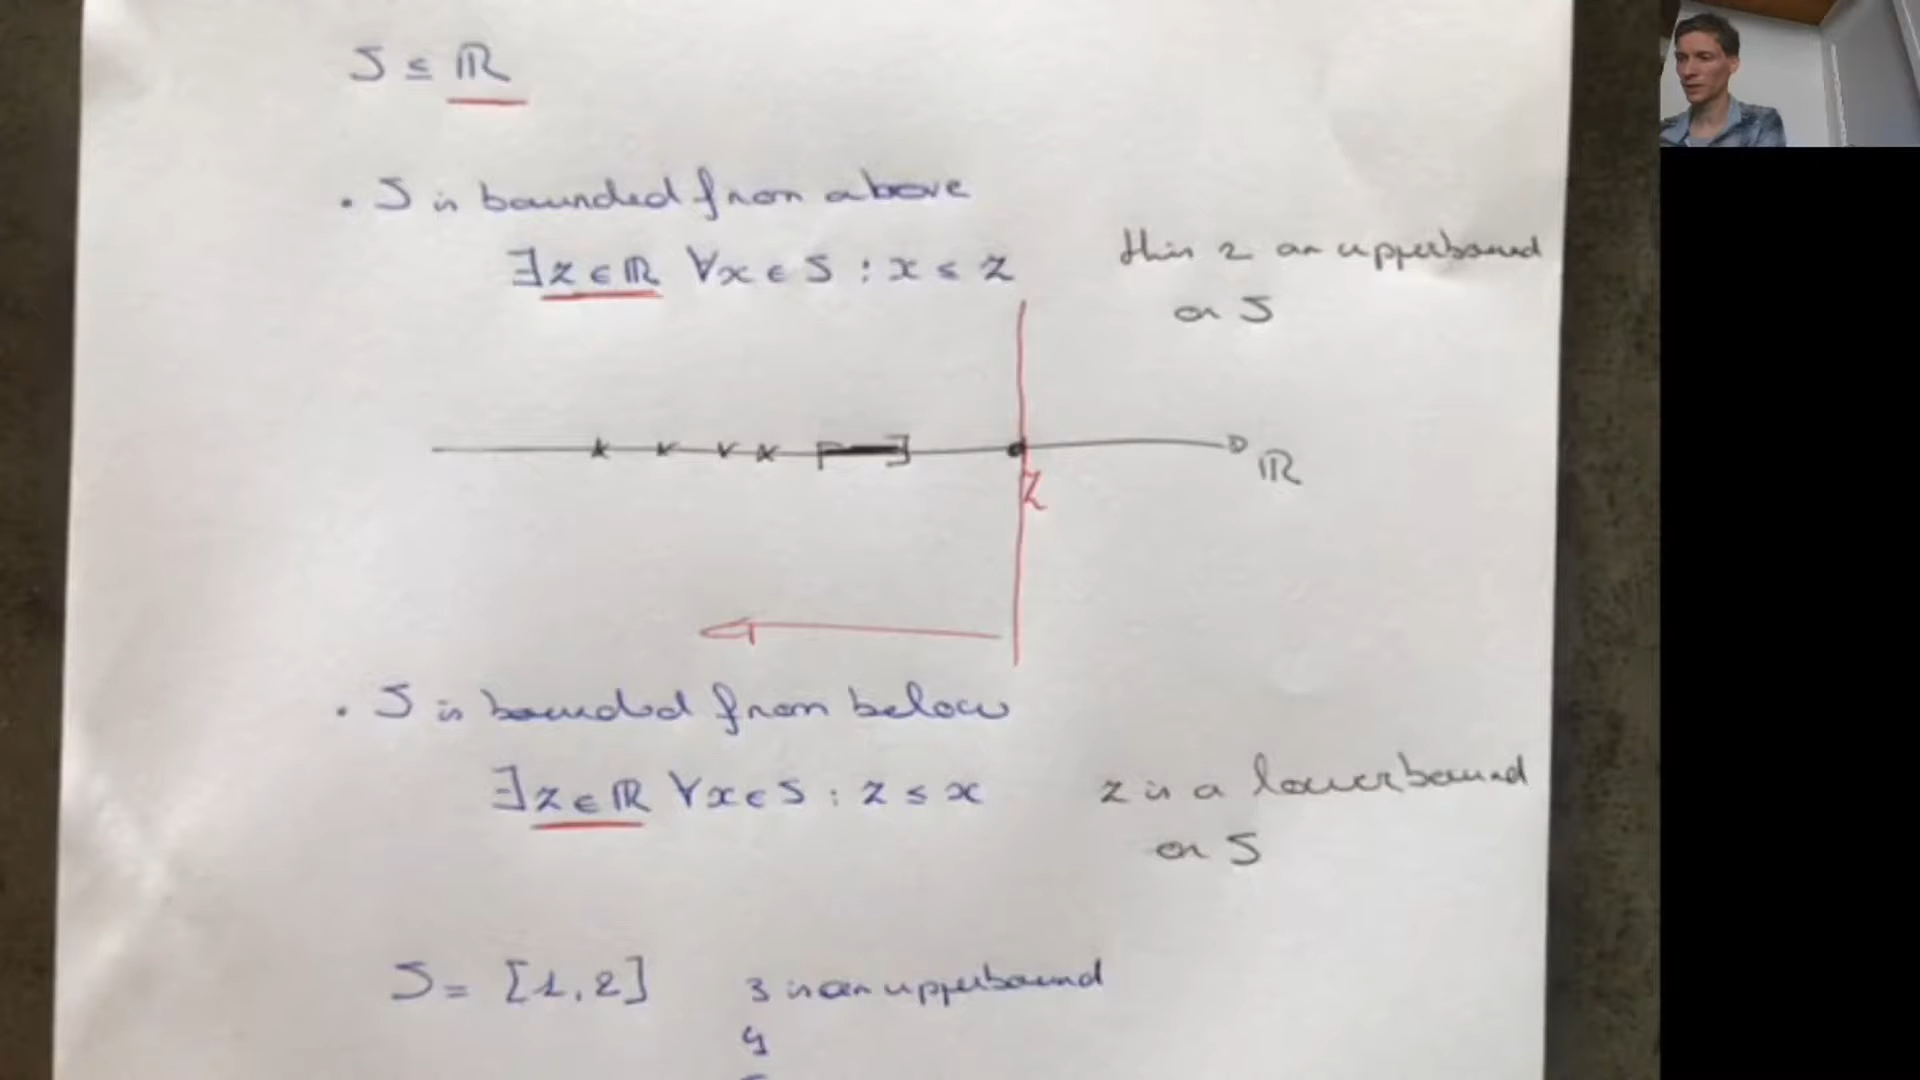 S ⊆ ℝ
• S is bounded from above
∃z ∈ ℝ ∀x ∈ S : x ≤ z
this z an upperbound
on S
z
ℝ
• S is bounded from below
∃z ∈ ℝ ∀x ∈ S : z ≤ x
z is a lowerbound
on S
S = [1,2] 3 is an upperbound
4